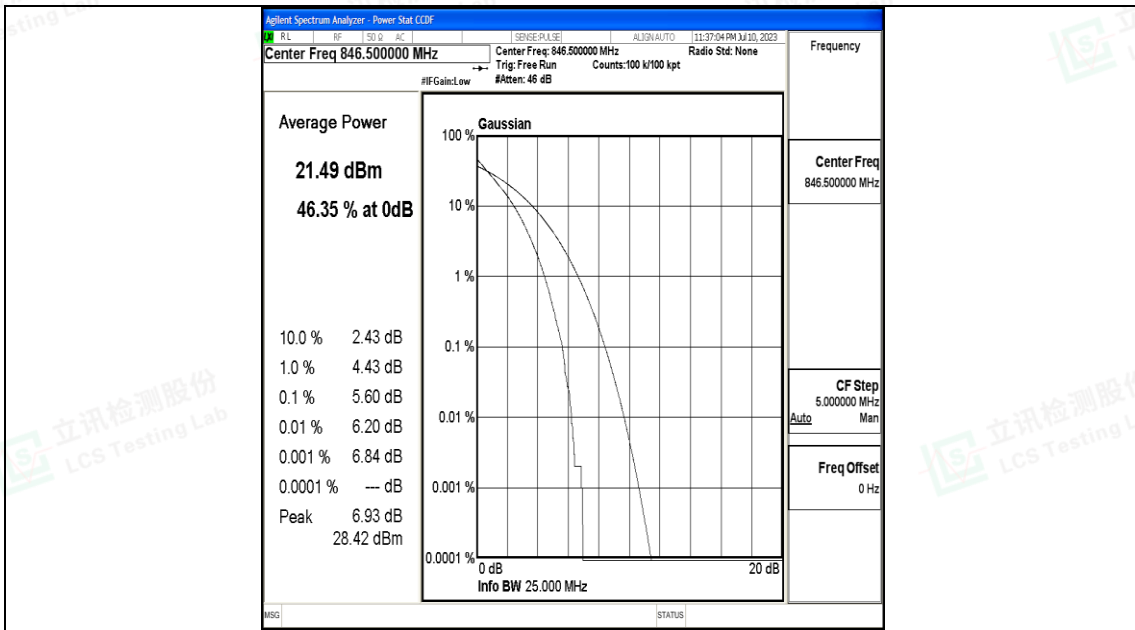 Agilent Spectrum Analyzer - Power Stat CCDF
RL RF 50 Ω AC SENSE:PULSE ALIGN AUTO 11:37:04 PM Jul 10, 2023
Center Freq 846.500000 MHz
Center Freq: 846.500000 MHz Radio Std: None
Trig: Free Run Counts:100 k/100 kpt
#IFGain:Low #Atten: 46 dB
Frequency
Average Power
21.49 dBm
46.35 % at 0dB
10.0 % 2.43 dB
1.0 % 4.43 dB
0.1 % 5.60 dB
0.01 % 6.20 dB
0.001 % 6.84 dB
0.0001 % --- dB
Peak 6.93 dB
28.42 dBm
Gaussian
100 %
10 %
1 %
0.1 %
0.01 %
0.001 %
0.0001 %
0 dB 20 dB
Info BW 25.000 MHz
Center Freq
846.500000 MHz
CF Step
5.000000 MHz
Auto Man
Freq Offset
0 Hz
MSG STATUS
立讯检测股份
LCS Testing Lab
立讯检测股份
LCS Testing L